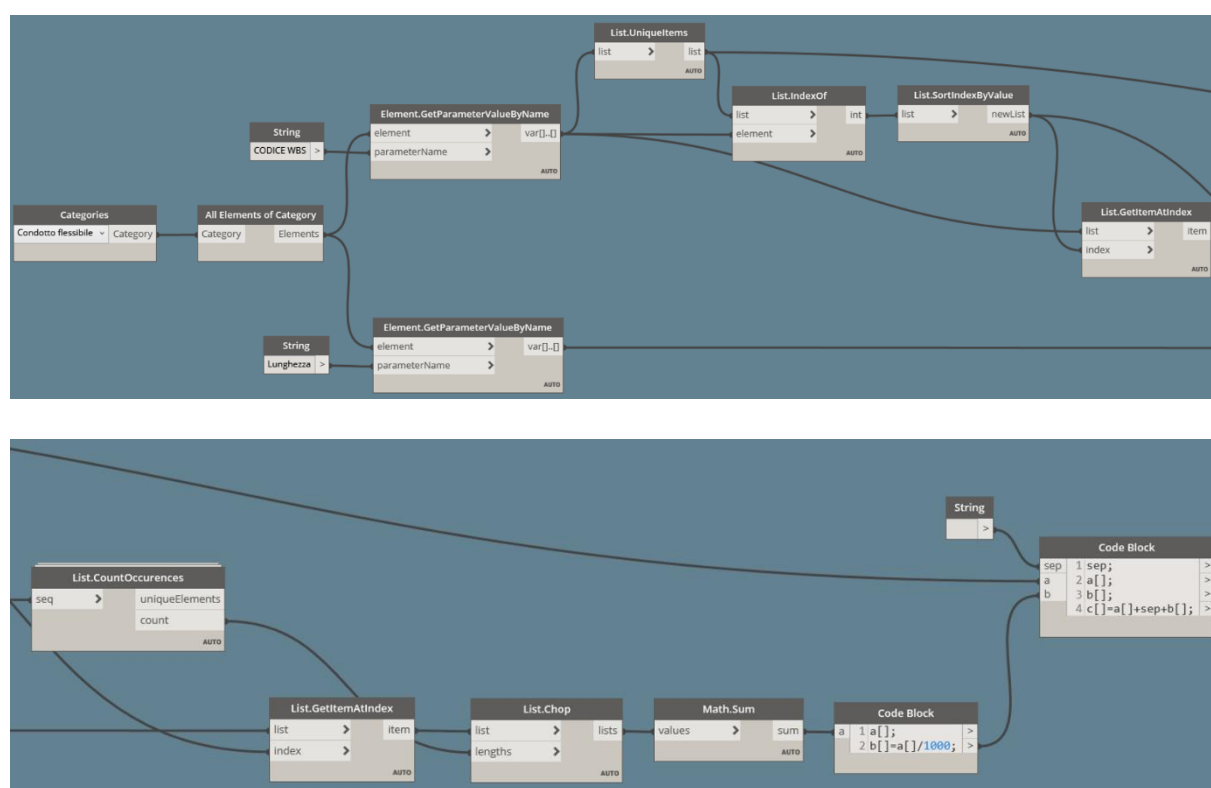 List.UniqueItems
list > list
AUTO
List.IndexOf
list > int
element >
AUTO
List.SortIndexByValue
list > newList
AUTO
Element.GetParameterValueByName
element > var[]..[]
parameterName >
AUTO
String
CODICE WBS >
Categories
Condotto flessibile Category
All Elements of Category
Category Elements
List.GetItemAtIndex
list > item
index >
AUTO
Element.GetParameterValueByName
element > var[]..[]
parameterName >
AUTO
String
Lunghezza >
String
>
Code Block
sep 1 sep; >
a 2 a[]; >
b 3 b[]; >
4 c[]=a[]+sep+b[]; >
List.CountOccurences
seq > uniqueElements
count
AUTO
List.GetItemAtIndex
list > item
index >
AUTO
List.Chop
list > lists
lengths >
AUTO
Math.Sum
values > sum
AUTO
Code Block
a 1 a[]; >
2 b[]=a[]/1000; >